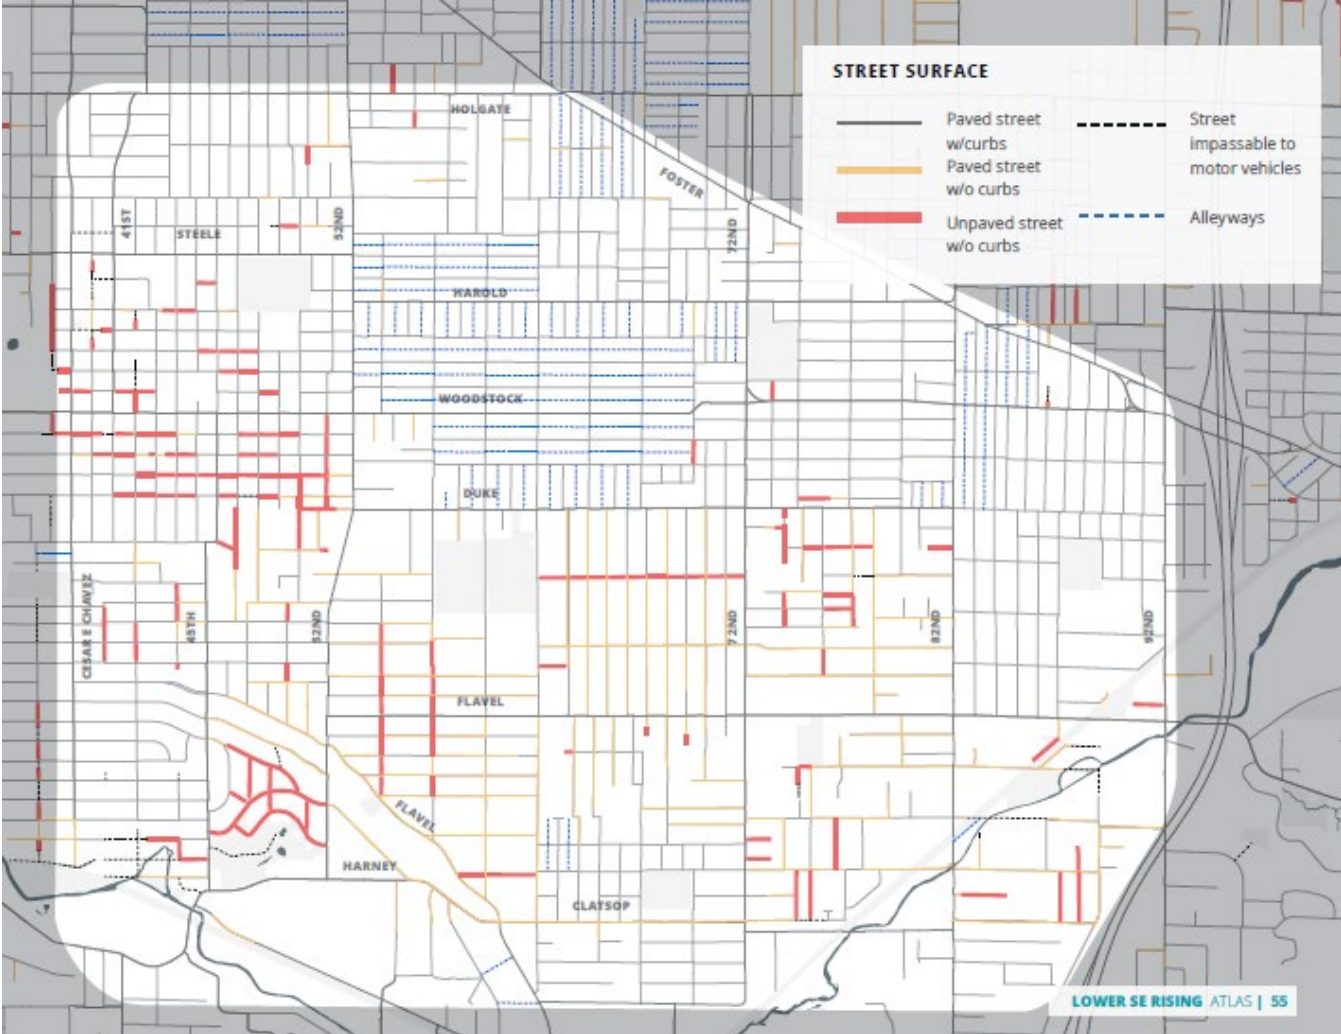 STREET SURFACE
Paved street
w/curbs
Paved street
w/o curbs
Unpaved street
w/o curbs
Street
impassable to
motor vehicles
Alleyways
HOLGATE
FOSTER
41ST
STEELE
52ND
72ND
HAROLD
WOODSTOCK
DUKE
CESAR E CHAVEZ
45TH
52ND
72ND
82ND
92ND
FLAVEL
FLAVEL
HARNEY
CLATSOP
LOWER SE RISING ATLAS | 55